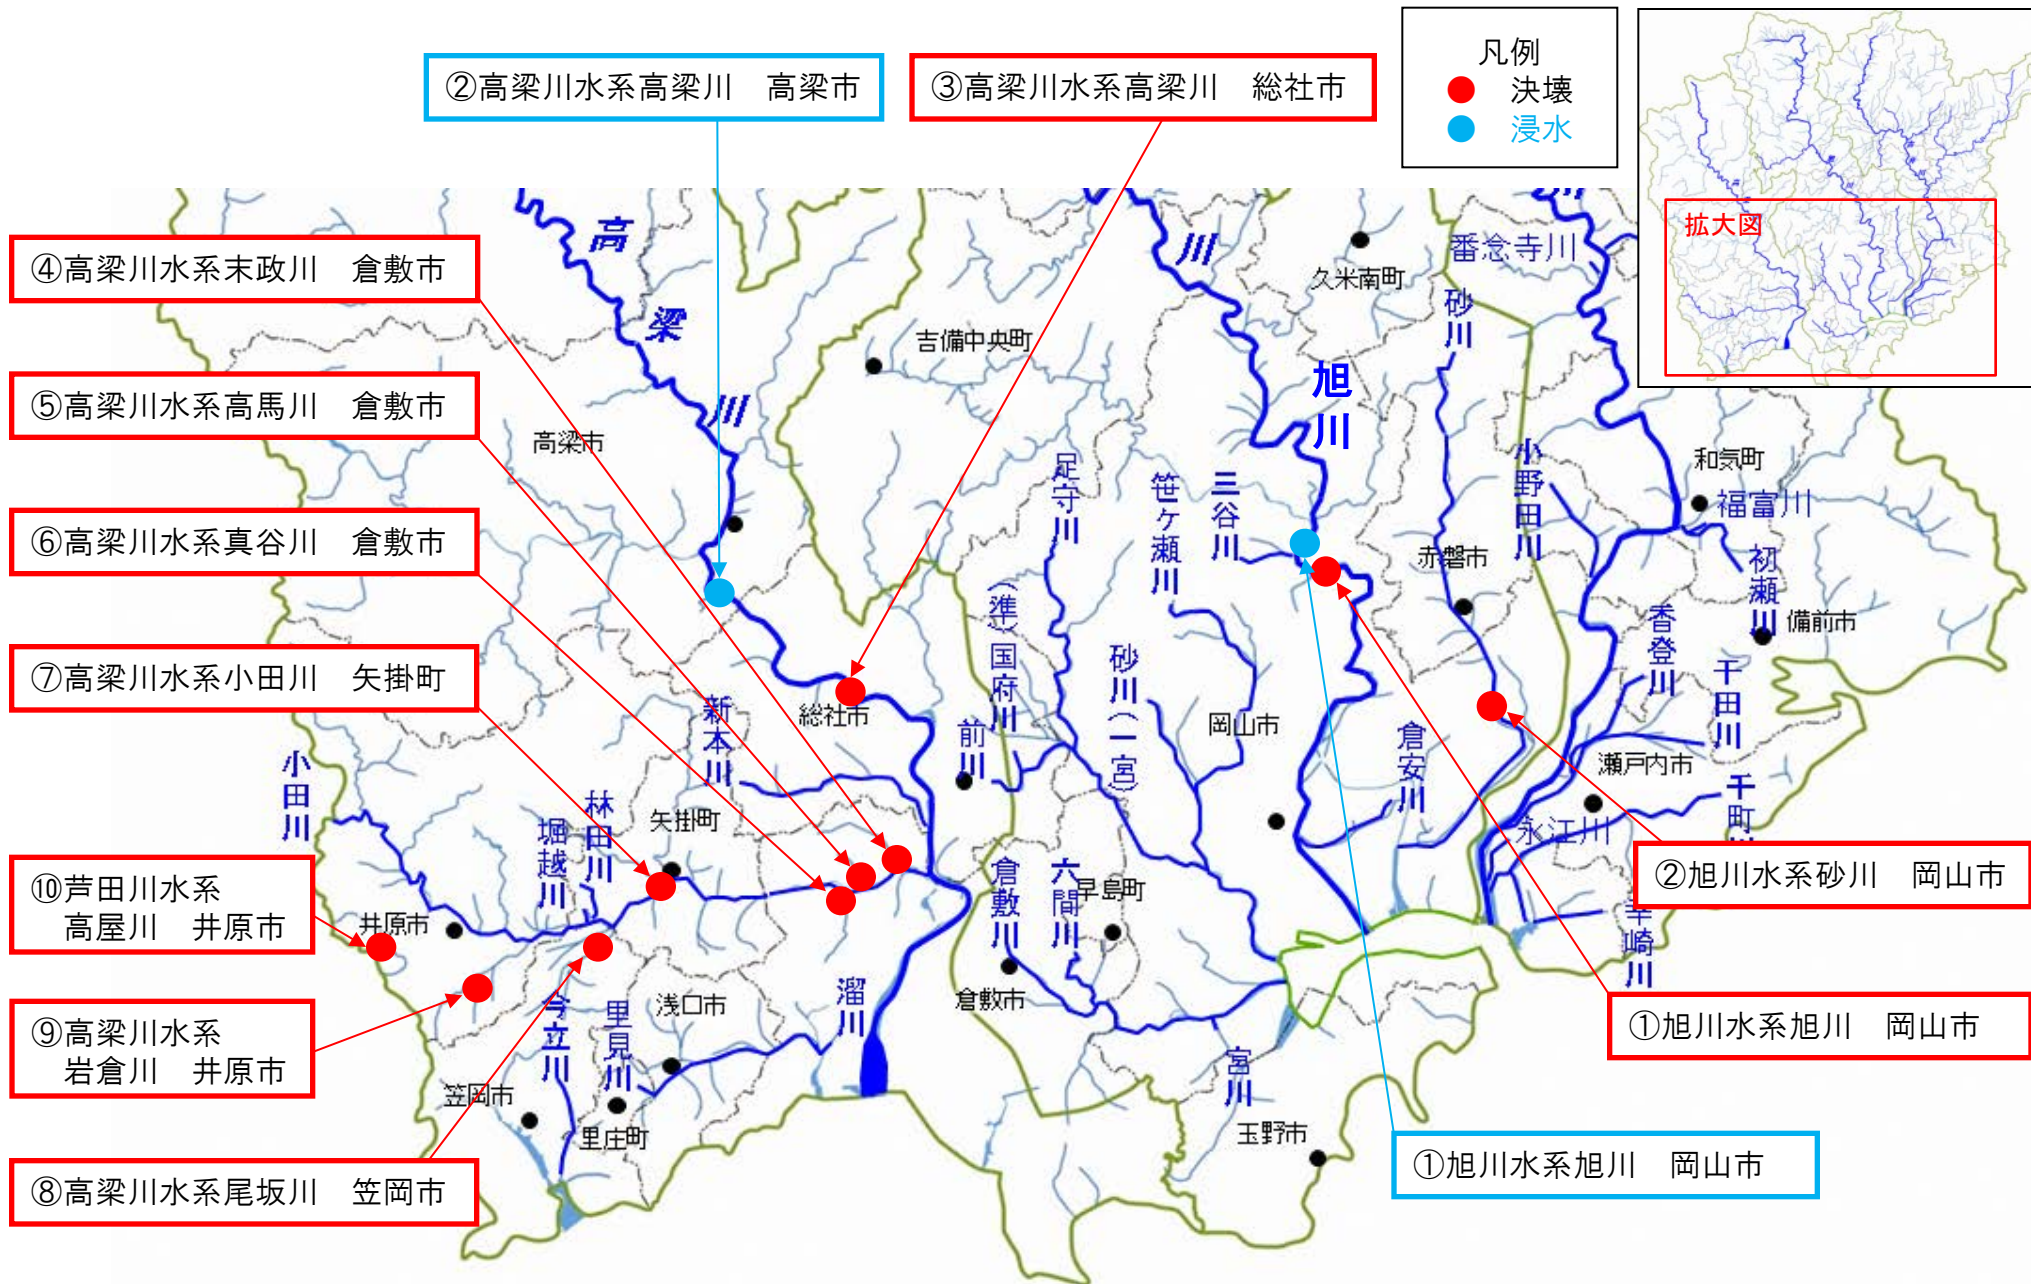 凡例
決壊
浸水
拡大図
②高梁川水系高梁川　高梁市
③高梁川水系高梁川　総社市
④高梁川水系末政川　倉敷市
⑤高梁川水系高馬川　倉敷市
⑥高梁川水系真谷川　倉敷市
⑦高梁川水系小田川　矢掛町
⑩芦田川水系
高屋川　井原市
⑨高梁川水系
岩倉川　井原市
⑧高梁川水系尾坂川　笠岡市
②旭川水系砂川　岡山市
①旭川水系旭川　岡山市
①旭川水系旭川　岡山市
高梁川
川
旭川
番念寺川
久米南町
砂川
吉備中央町
高梁市
足守川
笹ヶ瀬川
三谷川
小野田川
和気町
福富川
赤磐市
初瀬川
備前市
香登川
干田川
(準)国府川
砂川(一宮)
岡山市
倉安川
瀬戸内市
千町
永江川
幸崎川
総社市
新本川
前川
小田川
堀越川
林田川
矢掛町
井原市
倉敷川
六間川
早島町
倉敷市
今立川
里見川
浅口市
溜川
笠岡市
里庄町
宮川
玉野市